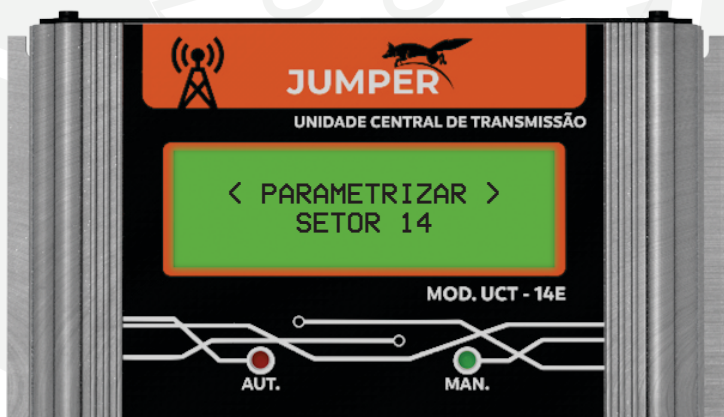 JUMPER
UNIDADE CENTRAL DE TRANSMISSÃO
< PARAMETRIZAR >
SETOR 14
MOD. UCT - 14E
AUT.
MAN.